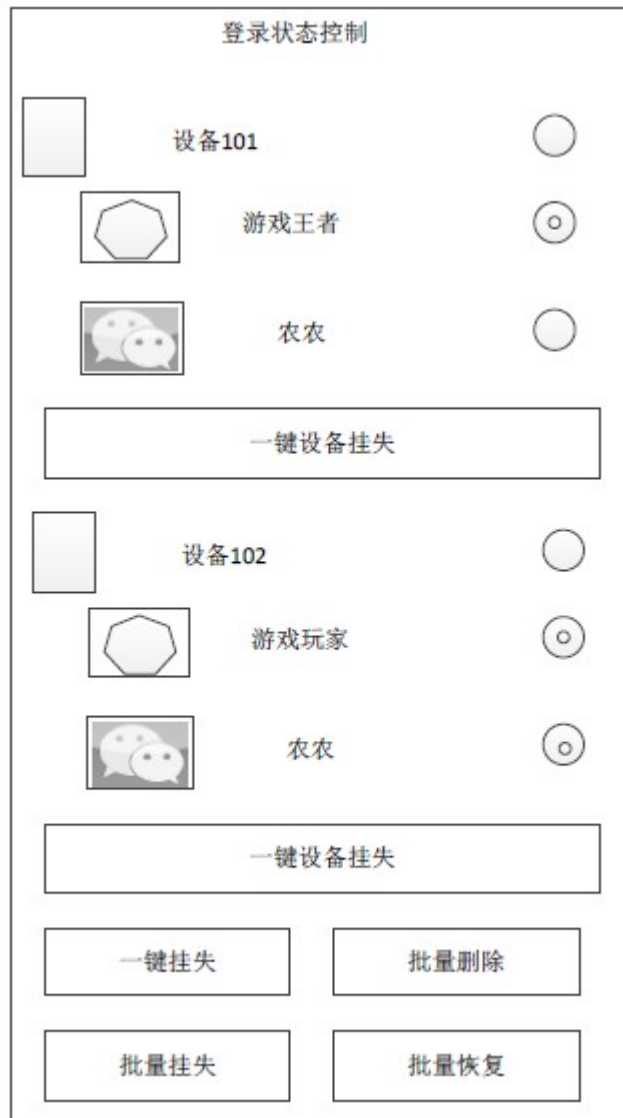 登录状态控制
设备101
游戏王者
农农
一键设备挂失
设备102
游戏玩家
农农
一键设备挂失
一键挂失 批量删除
批量挂失 批量恢复